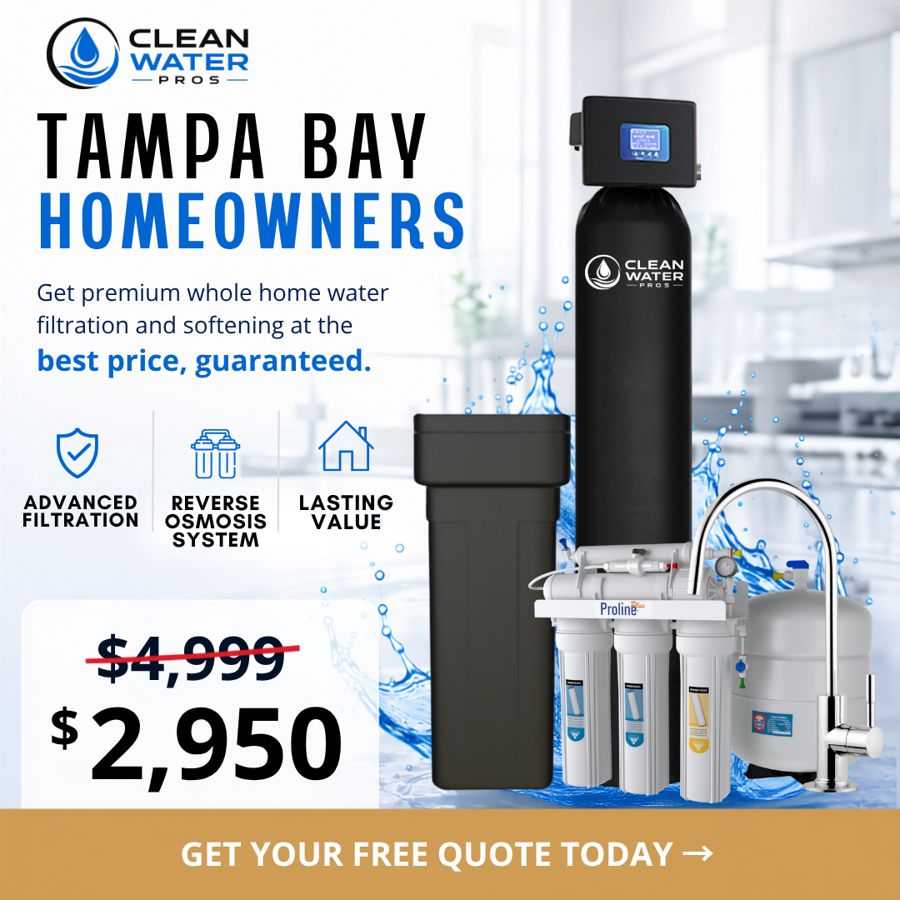 CLEAN
WATER
PROS
TAMPA BAY
HOMEOWNERS
Get premium whole home water
filtration and softening at the
best price, guaranteed.
ADVANCED
FILTRATION
REVERSE
OSMOSIS
SYSTEM
LASTING
VALUE
$4,999
$2,950
CLEAN
WATER
PROS
Proline Plus
GET YOUR FREE QUOTE TODAY →